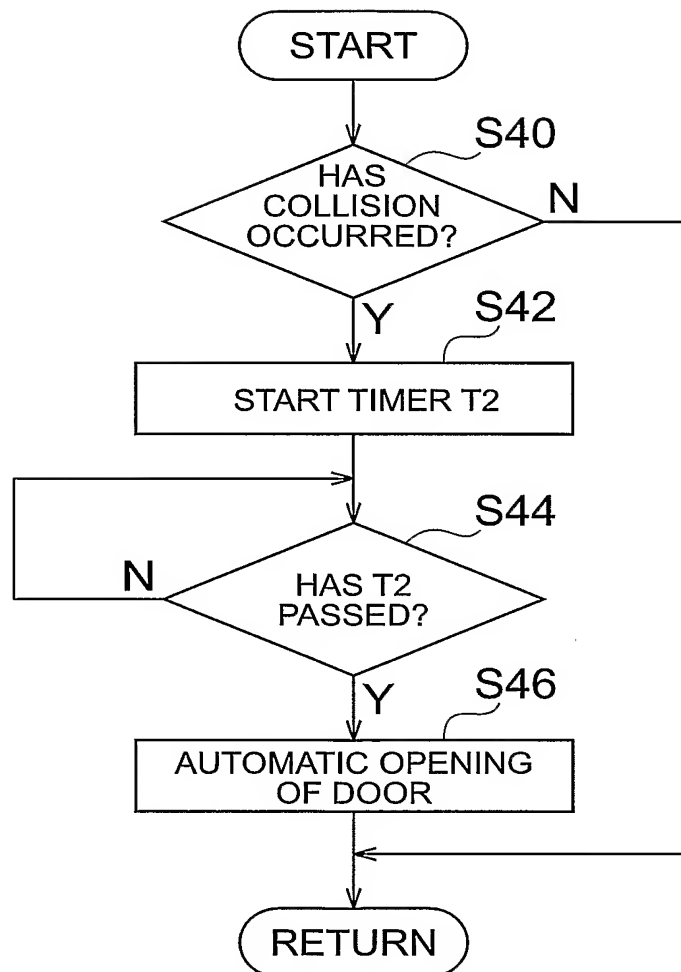 START
S40
HAS
COLLISION
OCCURRED?
N
Y
S42
START TIMER T2
S44
N
HAS T2
PASSED?
Y
S46
AUTOMATIC OPENING
OF DOOR
RETURN